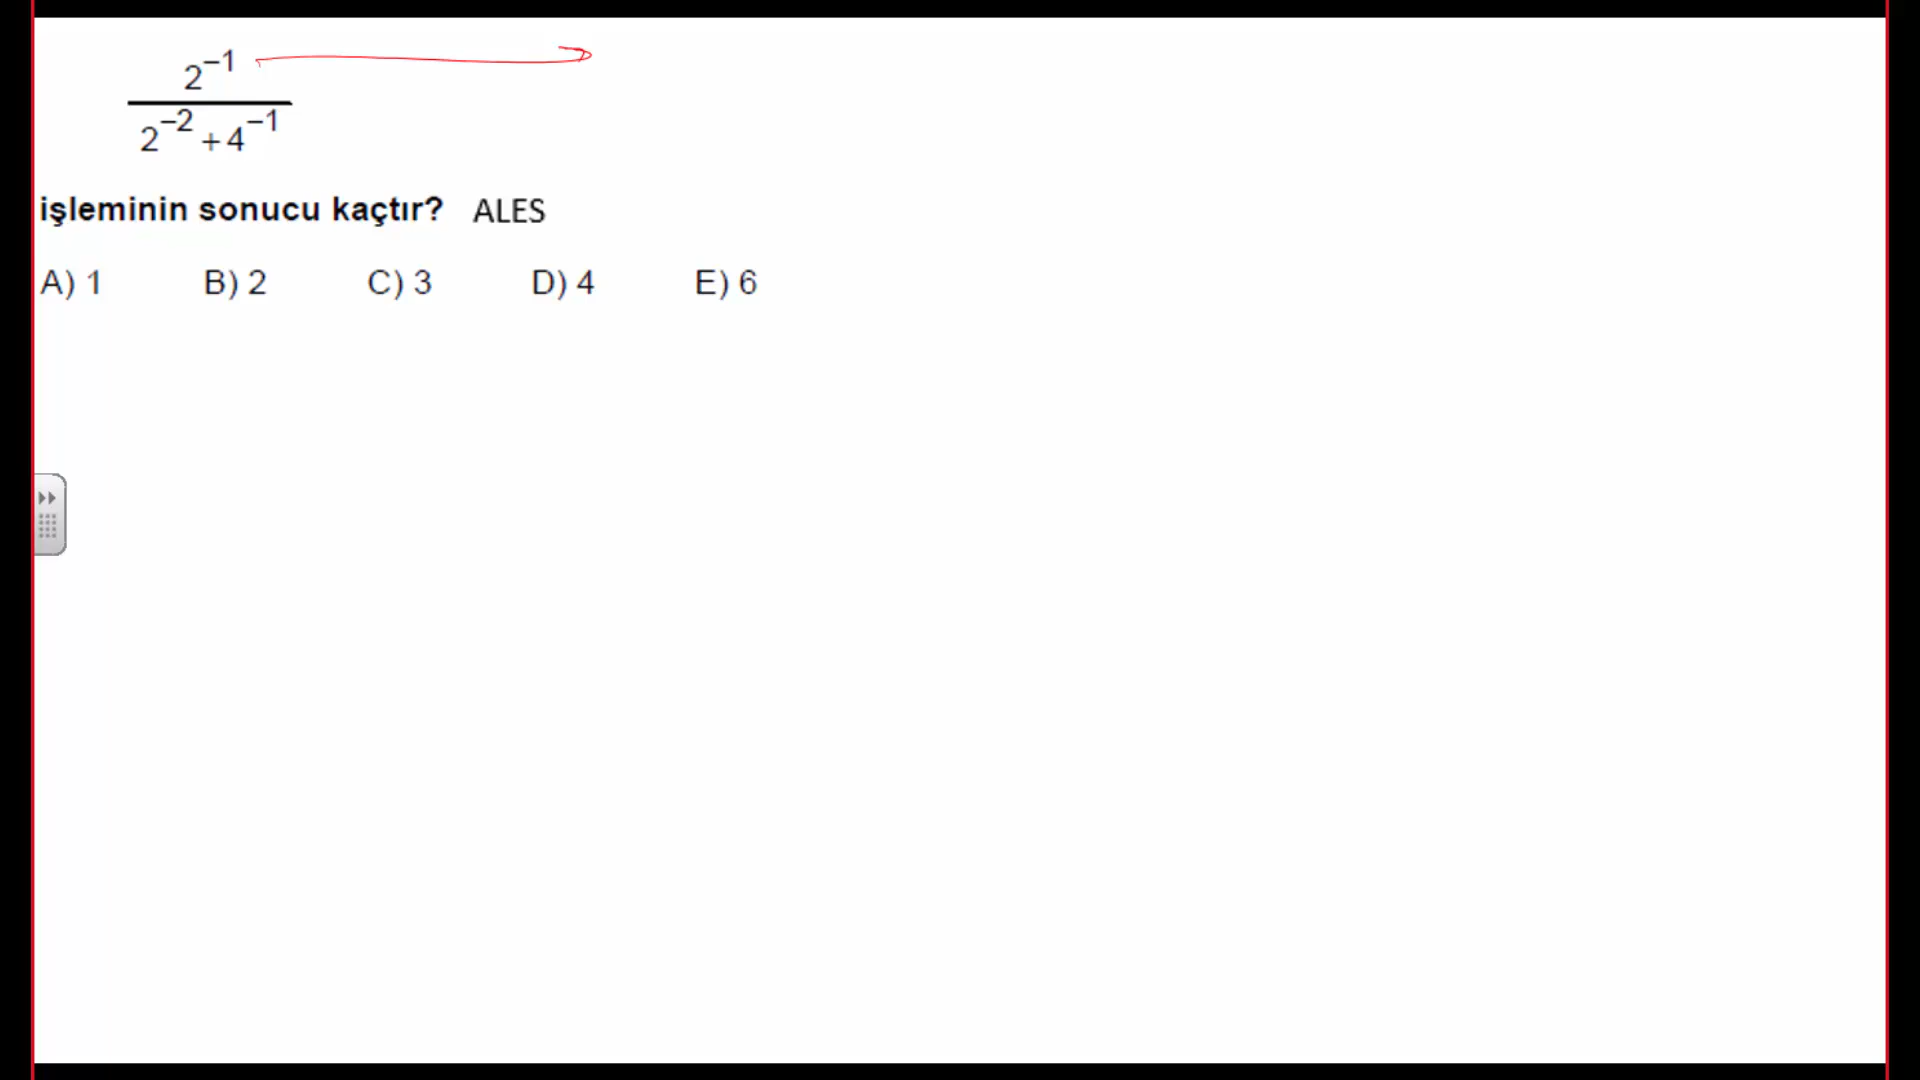 2⁻¹
2⁻² + 4⁻¹
işleminin sonucu kaçtır? ALES
A) 1 B) 2 C) 3 D) 4 E) 6